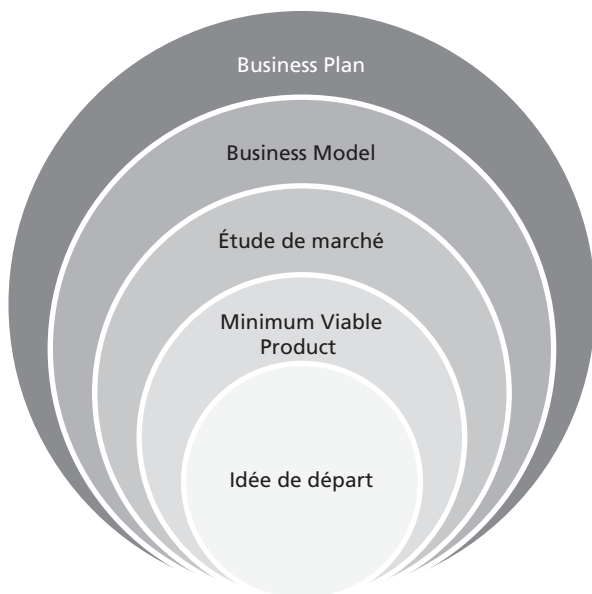 Business Plan
Business Model
Étude de marché
Minimum Viable
Product
Idée de départ